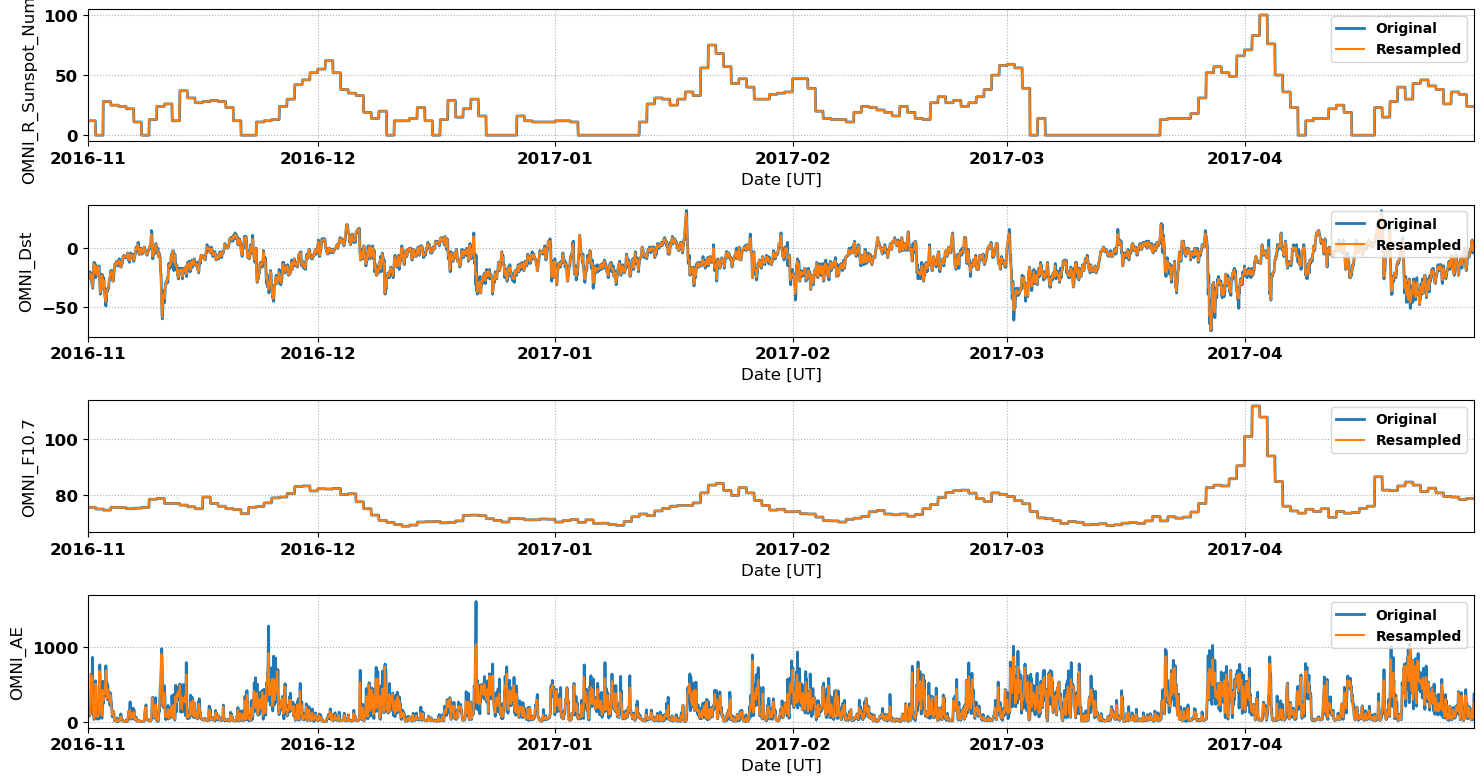 OMNI_R_Sunspot_Num
100
50
0
Original
Resampled
2016-11 2016-12 2017-01 2017-02 2017-03 2017-04
Date [UT]
OMNI_Dst
0
−50
Original
Resampled
2016-11 2016-12 2017-01 2017-02 2017-03 2017-04
Date [UT]
OMNI_F10.7
100
80
Original
Resampled
2016-11 2016-12 2017-01 2017-02 2017-03 2017-04
Date [UT]
OMNI_AE
1000
0
Original
Resampled
2016-11 2016-12 2017-01 2017-02 2017-03 2017-04
Date [UT]